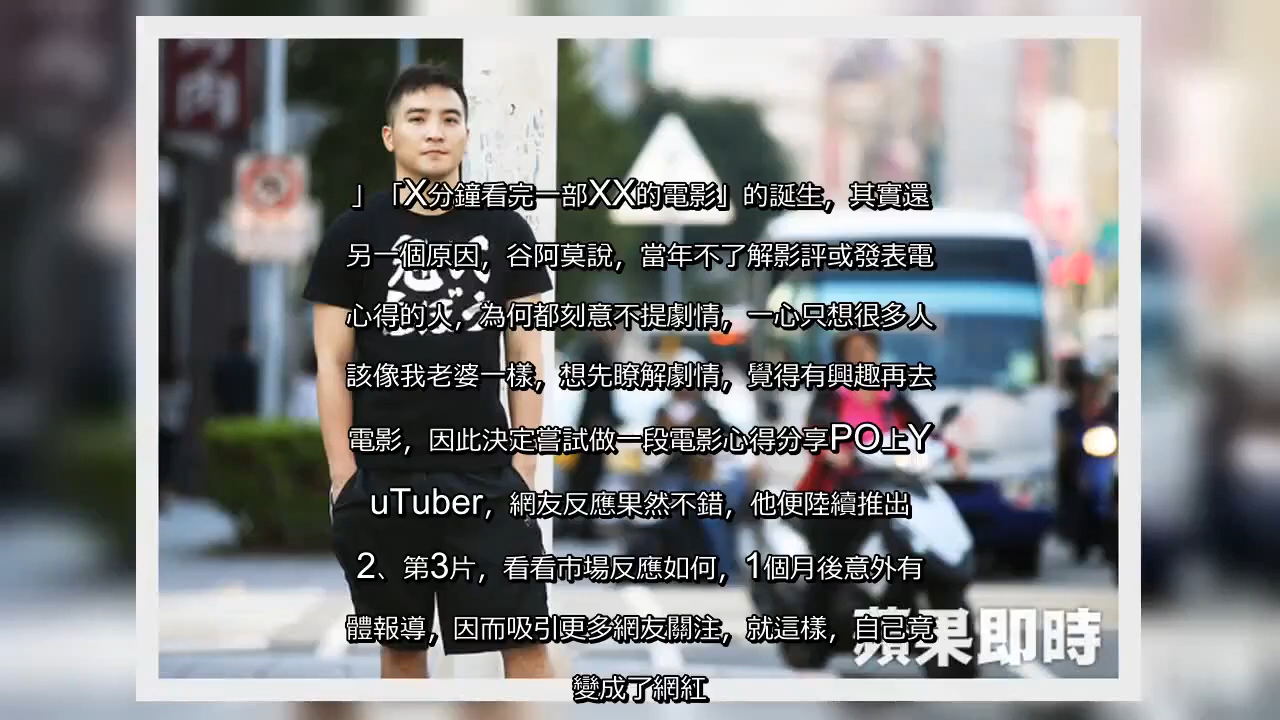 」「X分鐘看完一部XX的電影」的誕生，其實還
另一個原因，谷阿莫說，當年不了解影評或發表電
心得的人，為何都刻意不提劇情，一心只想很多人
該像我老婆一樣，想先瞭解劇情，覺得有興趣再去
電影，因此決定嘗試做一段電影心得分享PO上Y
uTuber，網友反應果然不錯，他便陸續推出
2、第3片，看看市場反應如何，1個月後意外有
體報導，因而吸引更多網友關注，就這樣，自己竟
變成了網紅
蘋果即時